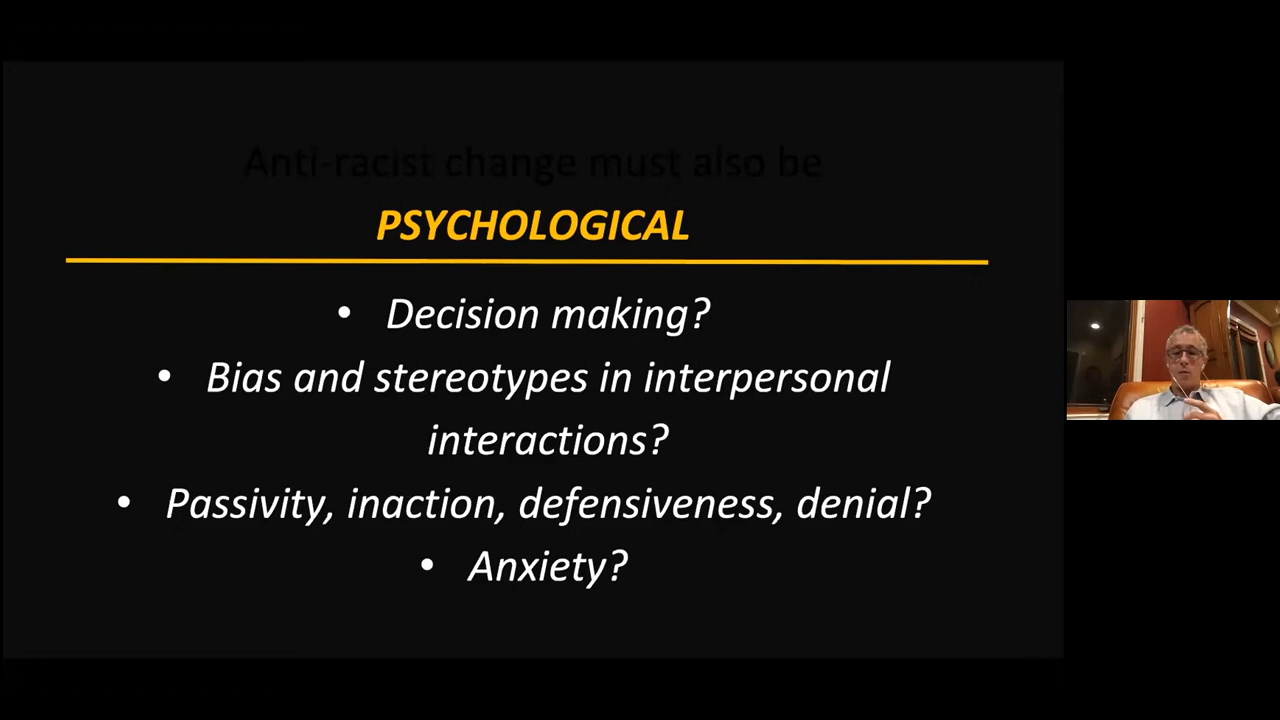 Anti-racist change must also be
PSYCHOLOGICAL
• Decision making?
• Bias and stereotypes in interpersonal
interactions?
• Passivity, inaction, defensiveness, denial?
• Anxiety?